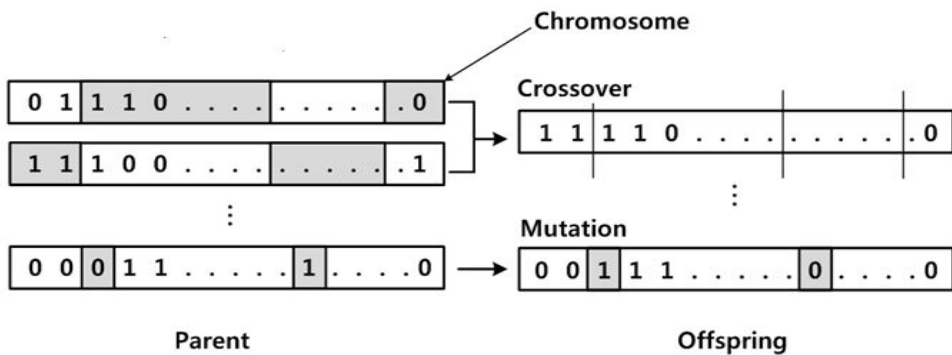 Chromosome
0 1 1 1 0 . . . . . . . . . . 0
Crossover
1 1 1 1 0 . . . . . . . . . . 0
1 1 1 0 0 . . . . . . . . . . 1
⋮
⋮
Mutation
0 0 0 1 1 . . . . . 1 . . . . 0
0 0 1 1 1 . . . . . 0 . . . . 0
Parent
Offspring